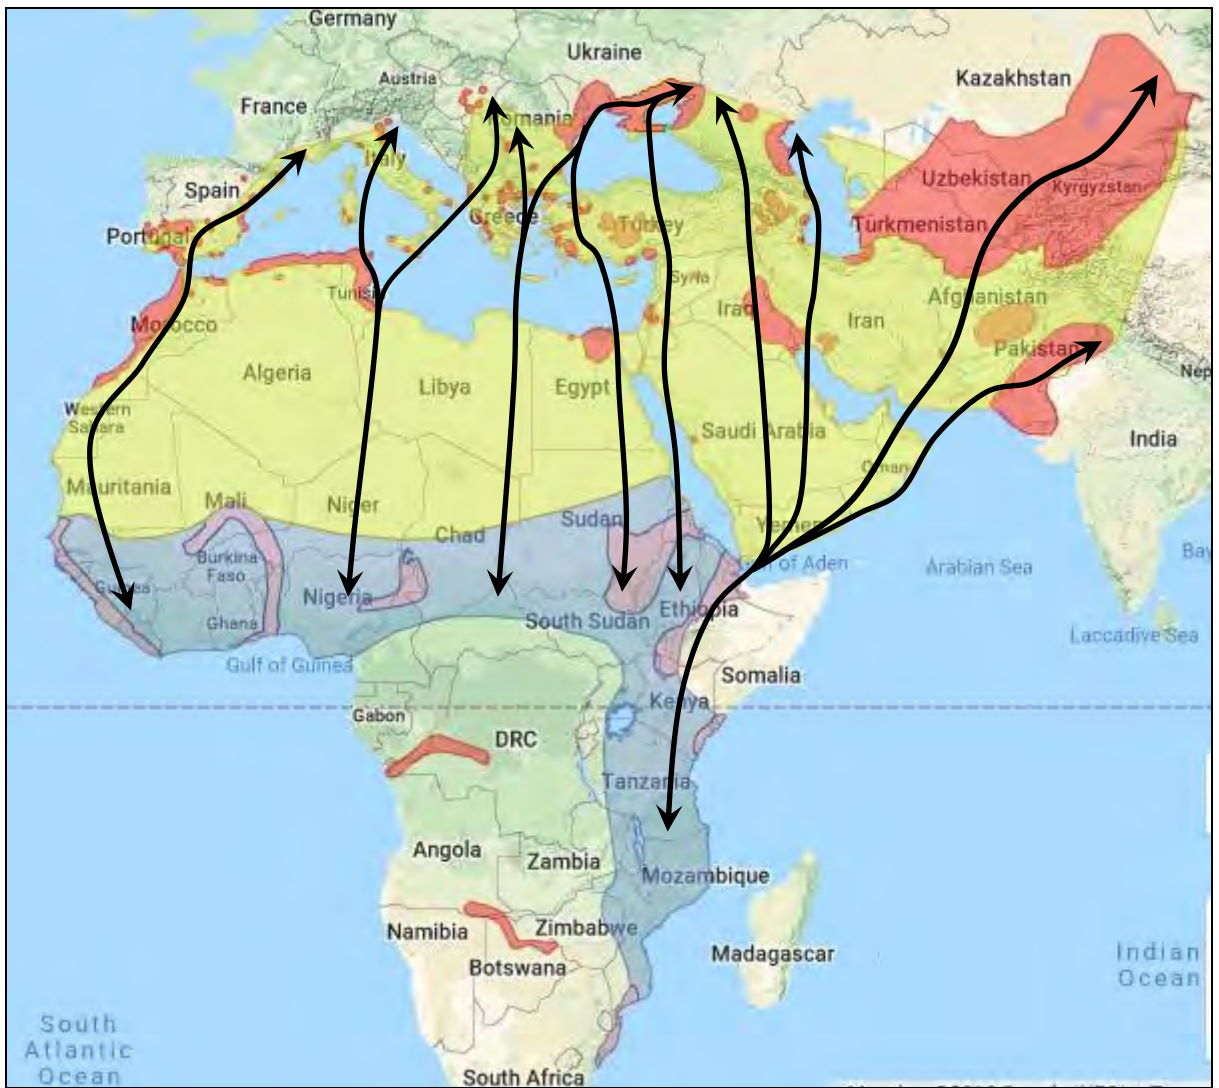 Germany
Ukraine
Austria
Kazakhstan
France
Romania
Italy
Uzbekistan
Kyrgyzstan
Spain
Portugal
Greece
Turkey
Turkmenistan
Syria
Tunisia
Afghanistan
Morocco
Iraq
Iran
Pakistan
Algeria
Libya
Egypt
Nep
Western
Sahara
Saudi Arabia
India
Oman
Mauritania
Mali
Niger
Chad
Sudan
Yemen
Burkina
Faso
Gulf of Aden
Arabian Sea
Bay
Guinea
Nigeria
Ethiopia
Ghana
South Sudan
Laccadive Sea
Gulf of Guinea
Somalia
Kenya
Gabon
DRC
Tanzania
Angola
Zambia
Mozambique
Namibia
Zimbabwe
Madagascar
Botswana
Indian
Ocean
South
Atlantic
Ocean
South Africa